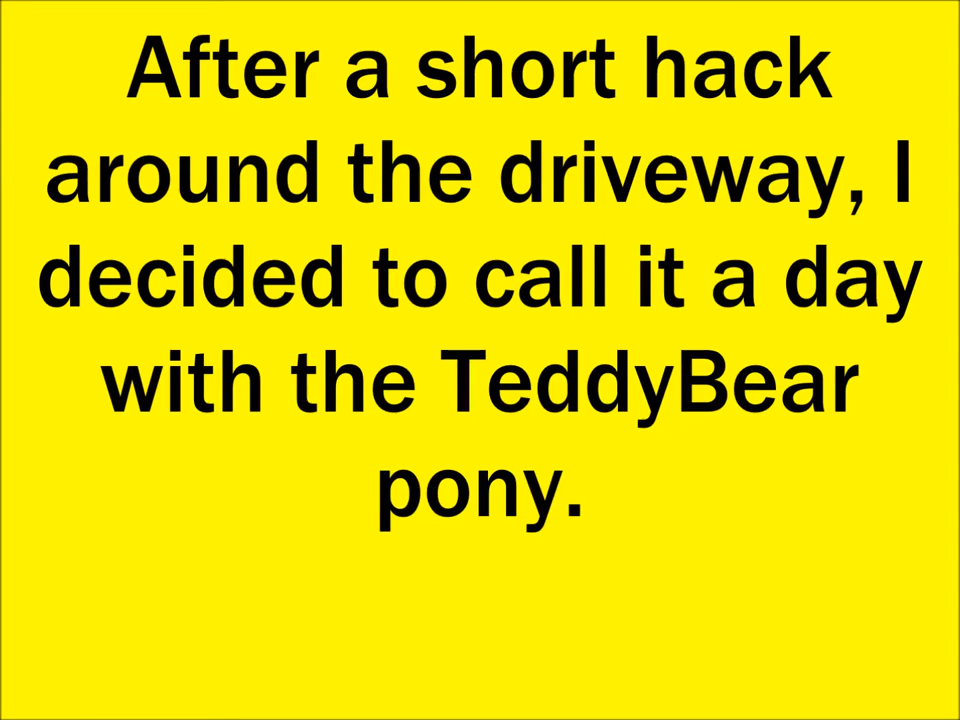 After a short hack
around the driveway, I
decided to call it a day
with the TeddyBear
pony.